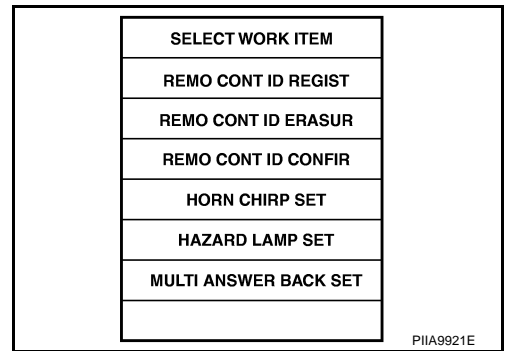 SELECT WORK ITEM
REMO CONT ID REGIST
REMO CONT ID ERASUR
REMO CONT ID CONFIR
HORN CHIRP SET
HAZARD LAMP SET
MULTI ANSWER BACK SET
PIIA9921E